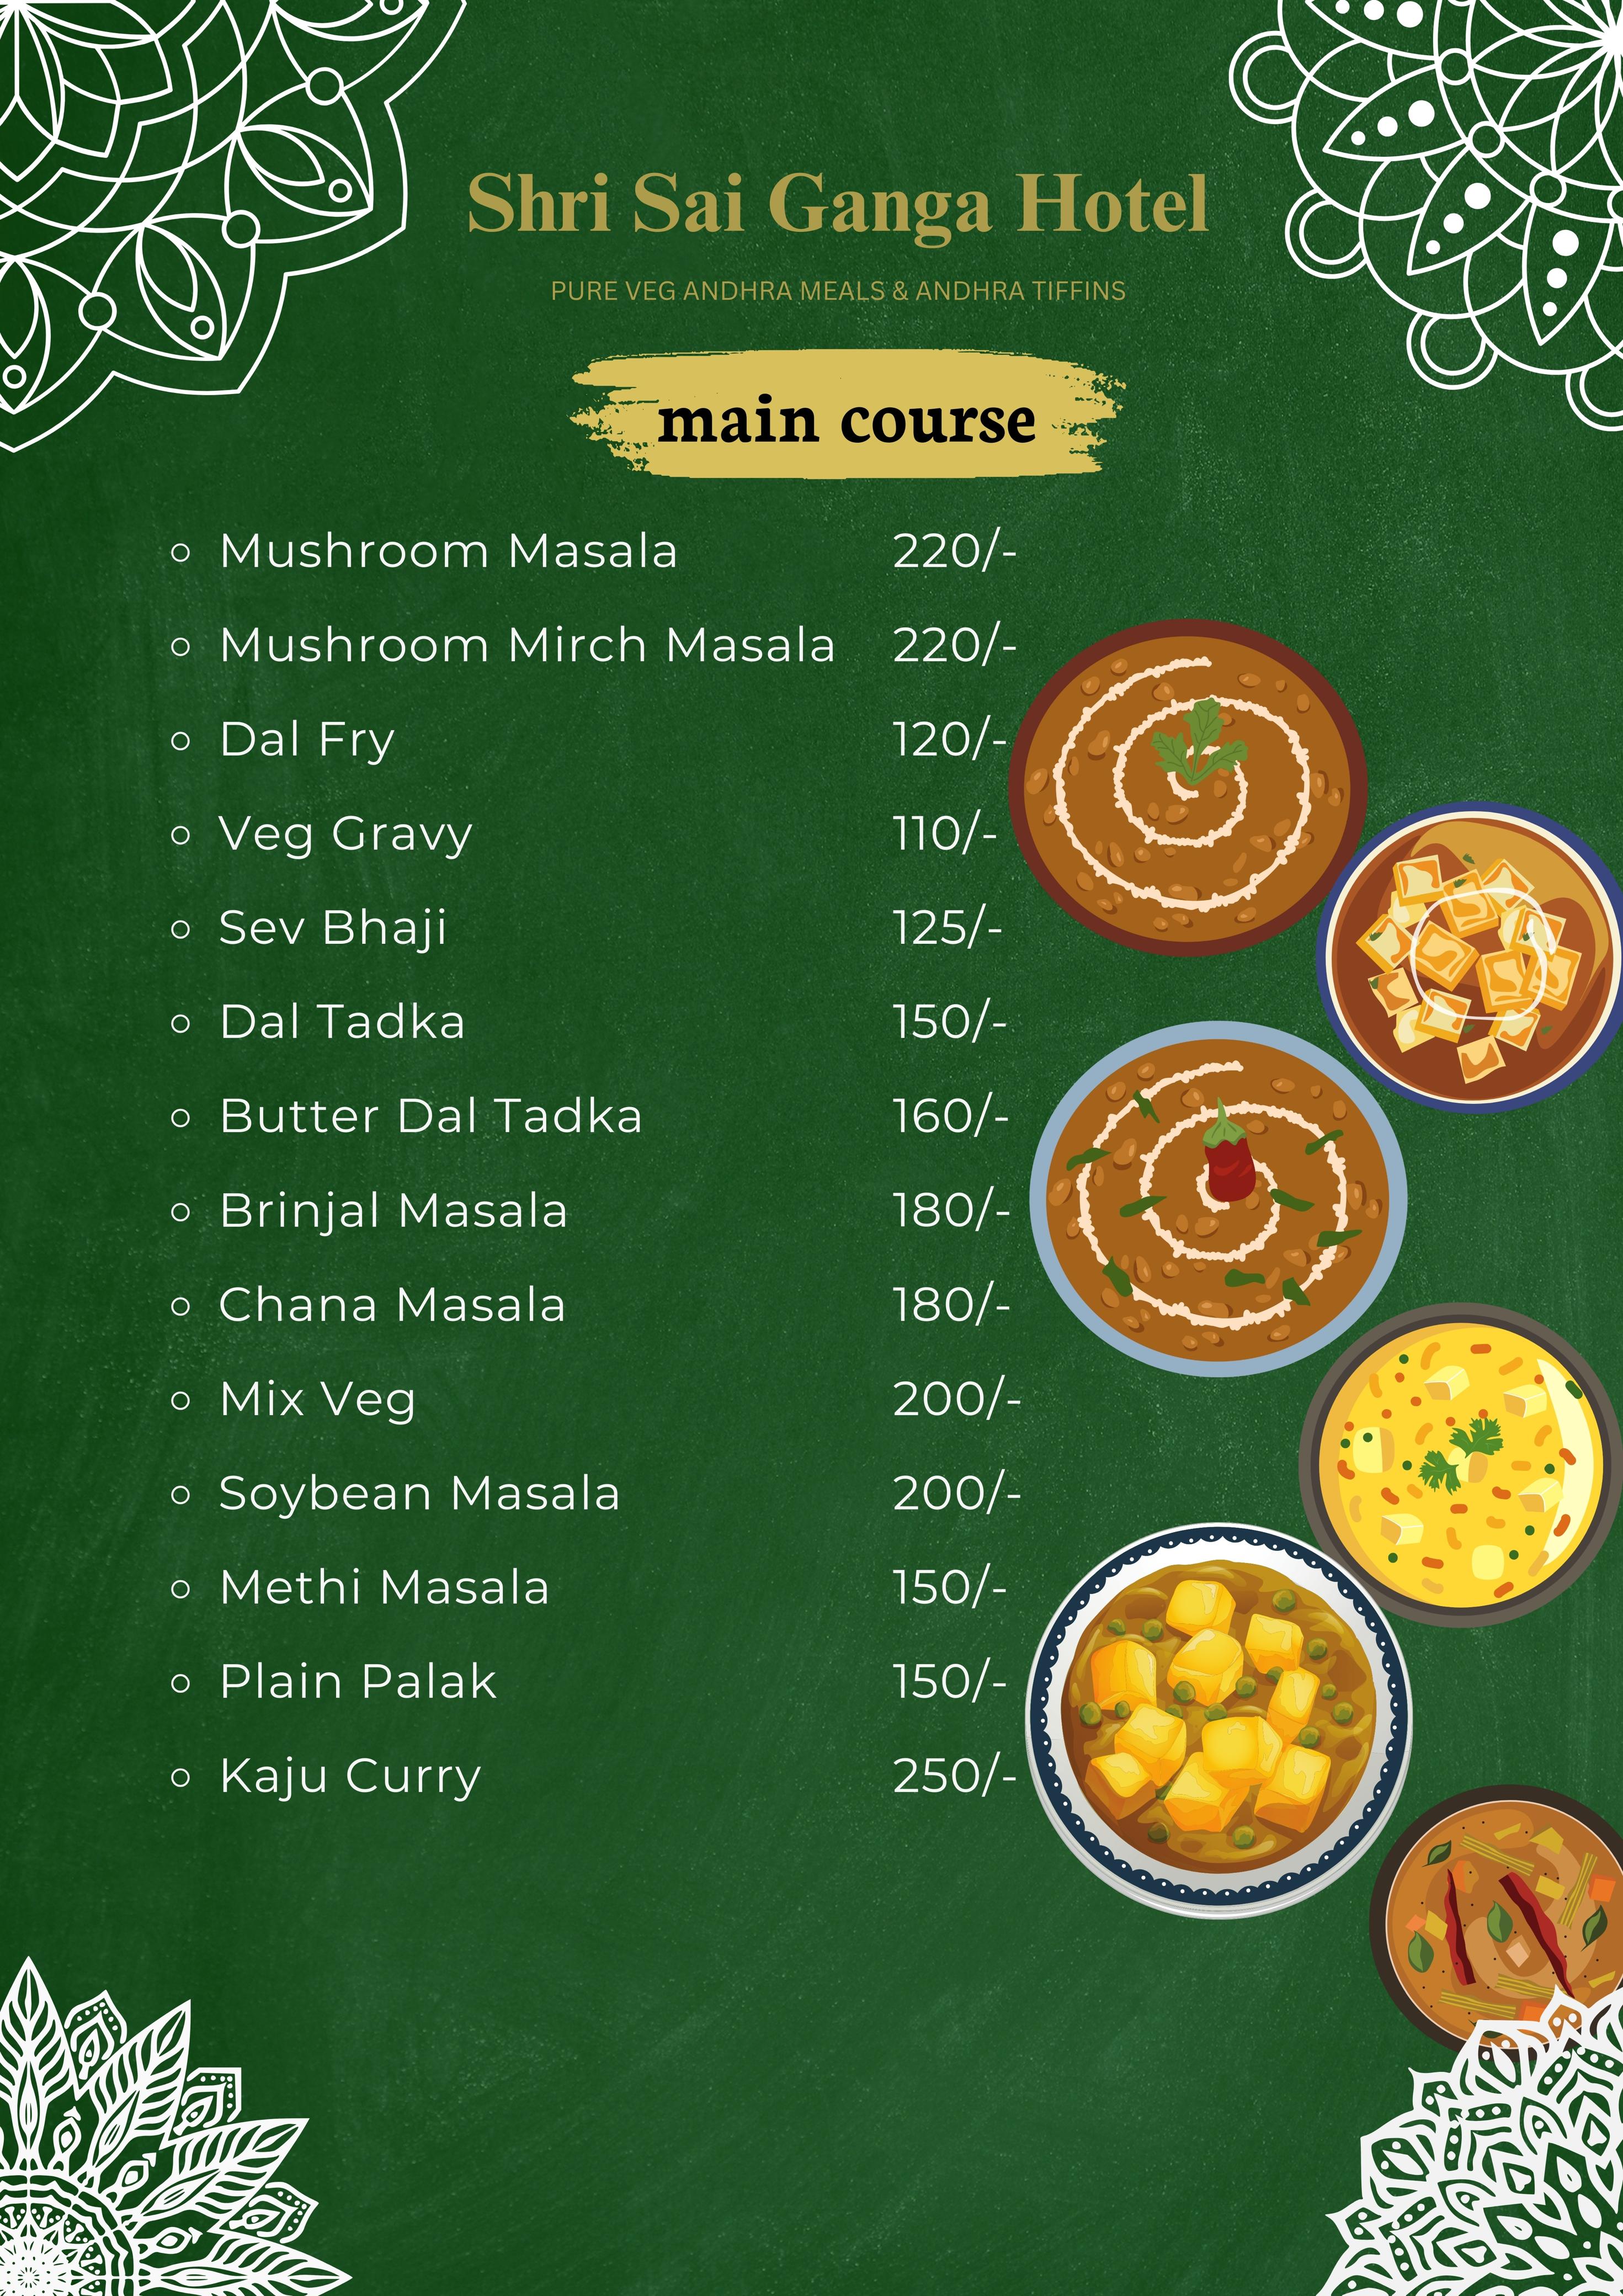 Shri Sai Ganga Hotel
PURE VEG ANDHRA MEALS & ANDHRA TIFFINS
main course
Mushroom Masala 220/-
Mushroom Mirch Masala 220/-
Dal Fry 120/-
Veg Gravy 110/-
Sev Bhaji 125/-
Dal Tadka 150/-
Butter Dal Tadka 160/-
Brinjal Masala 180/-
Chana Masala 180/-
Mix Veg 200/-
Soybean Masala 200/-
Methi Masala 150/-
Plain Palak 150/-
Kaju Curry 250/-